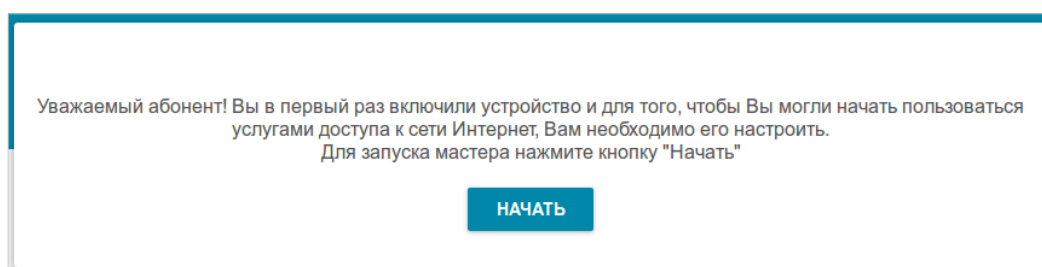 Уважаемый абонент! Вы в первый раз включили устройство и для того, чтобы Вы могли начать пользоваться
услугами доступа к сети Интернет, Вам необходимо его настроить.
Для запуска мастера нажмите кнопку "Начать"
НАЧАТЬ